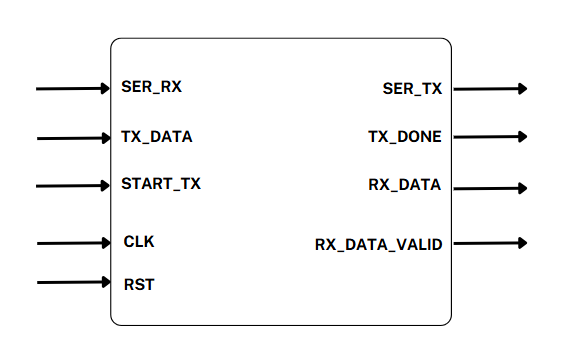 SER_RX
SER_TX
TX_DATA
TX_DONE
START_TX
RX_DATA
CLK
RX_DATA_VALID
RST